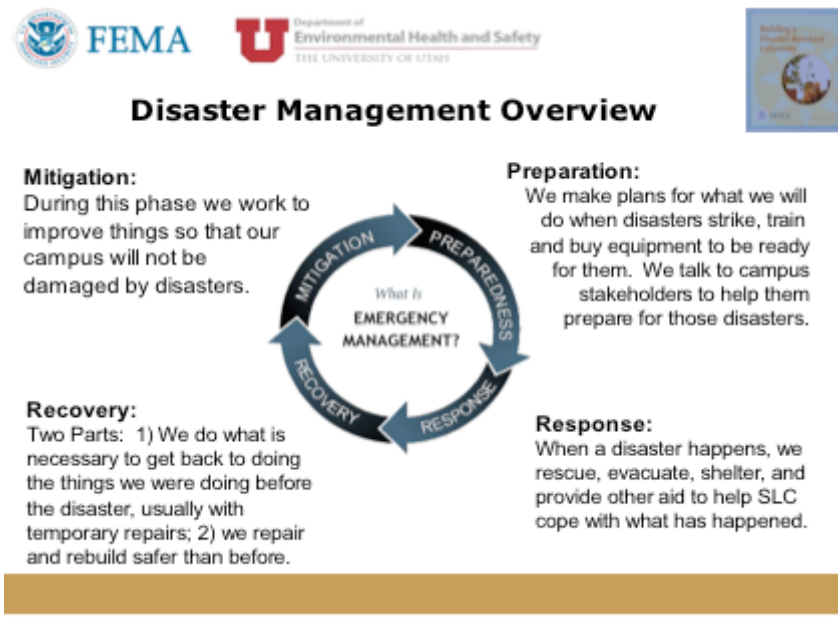 FEMA
Department of
Environmental Health and Safety
THE UNIVERSITY OF UTAH
Building a
Disaster-Resistant
University
FEMA
Disaster Management Overview
Mitigation:
During this phase we work to
improve things so that our
campus will not be
damaged by disasters.
Preparation:
We make plans for what we will
do when disasters strike, train
and buy equipment to be ready
for them. We talk to campus
stakeholders to help them
prepare for those disasters.
MITIGATION
PREPAREDNESS
What Is
EMERGENCY
MANAGEMENT?
RECOVERY
RESPONSE
Recovery:
Two Parts: 1) We do what is
necessary to get back to doing
the things we were doing before
the disaster, usually with
temporary repairs; 2) we repair
and rebuild safer than before.
Response:
When a disaster happens, we
rescue, evacuate, shelter, and
provide other aid to help SLC
cope with what has happened.